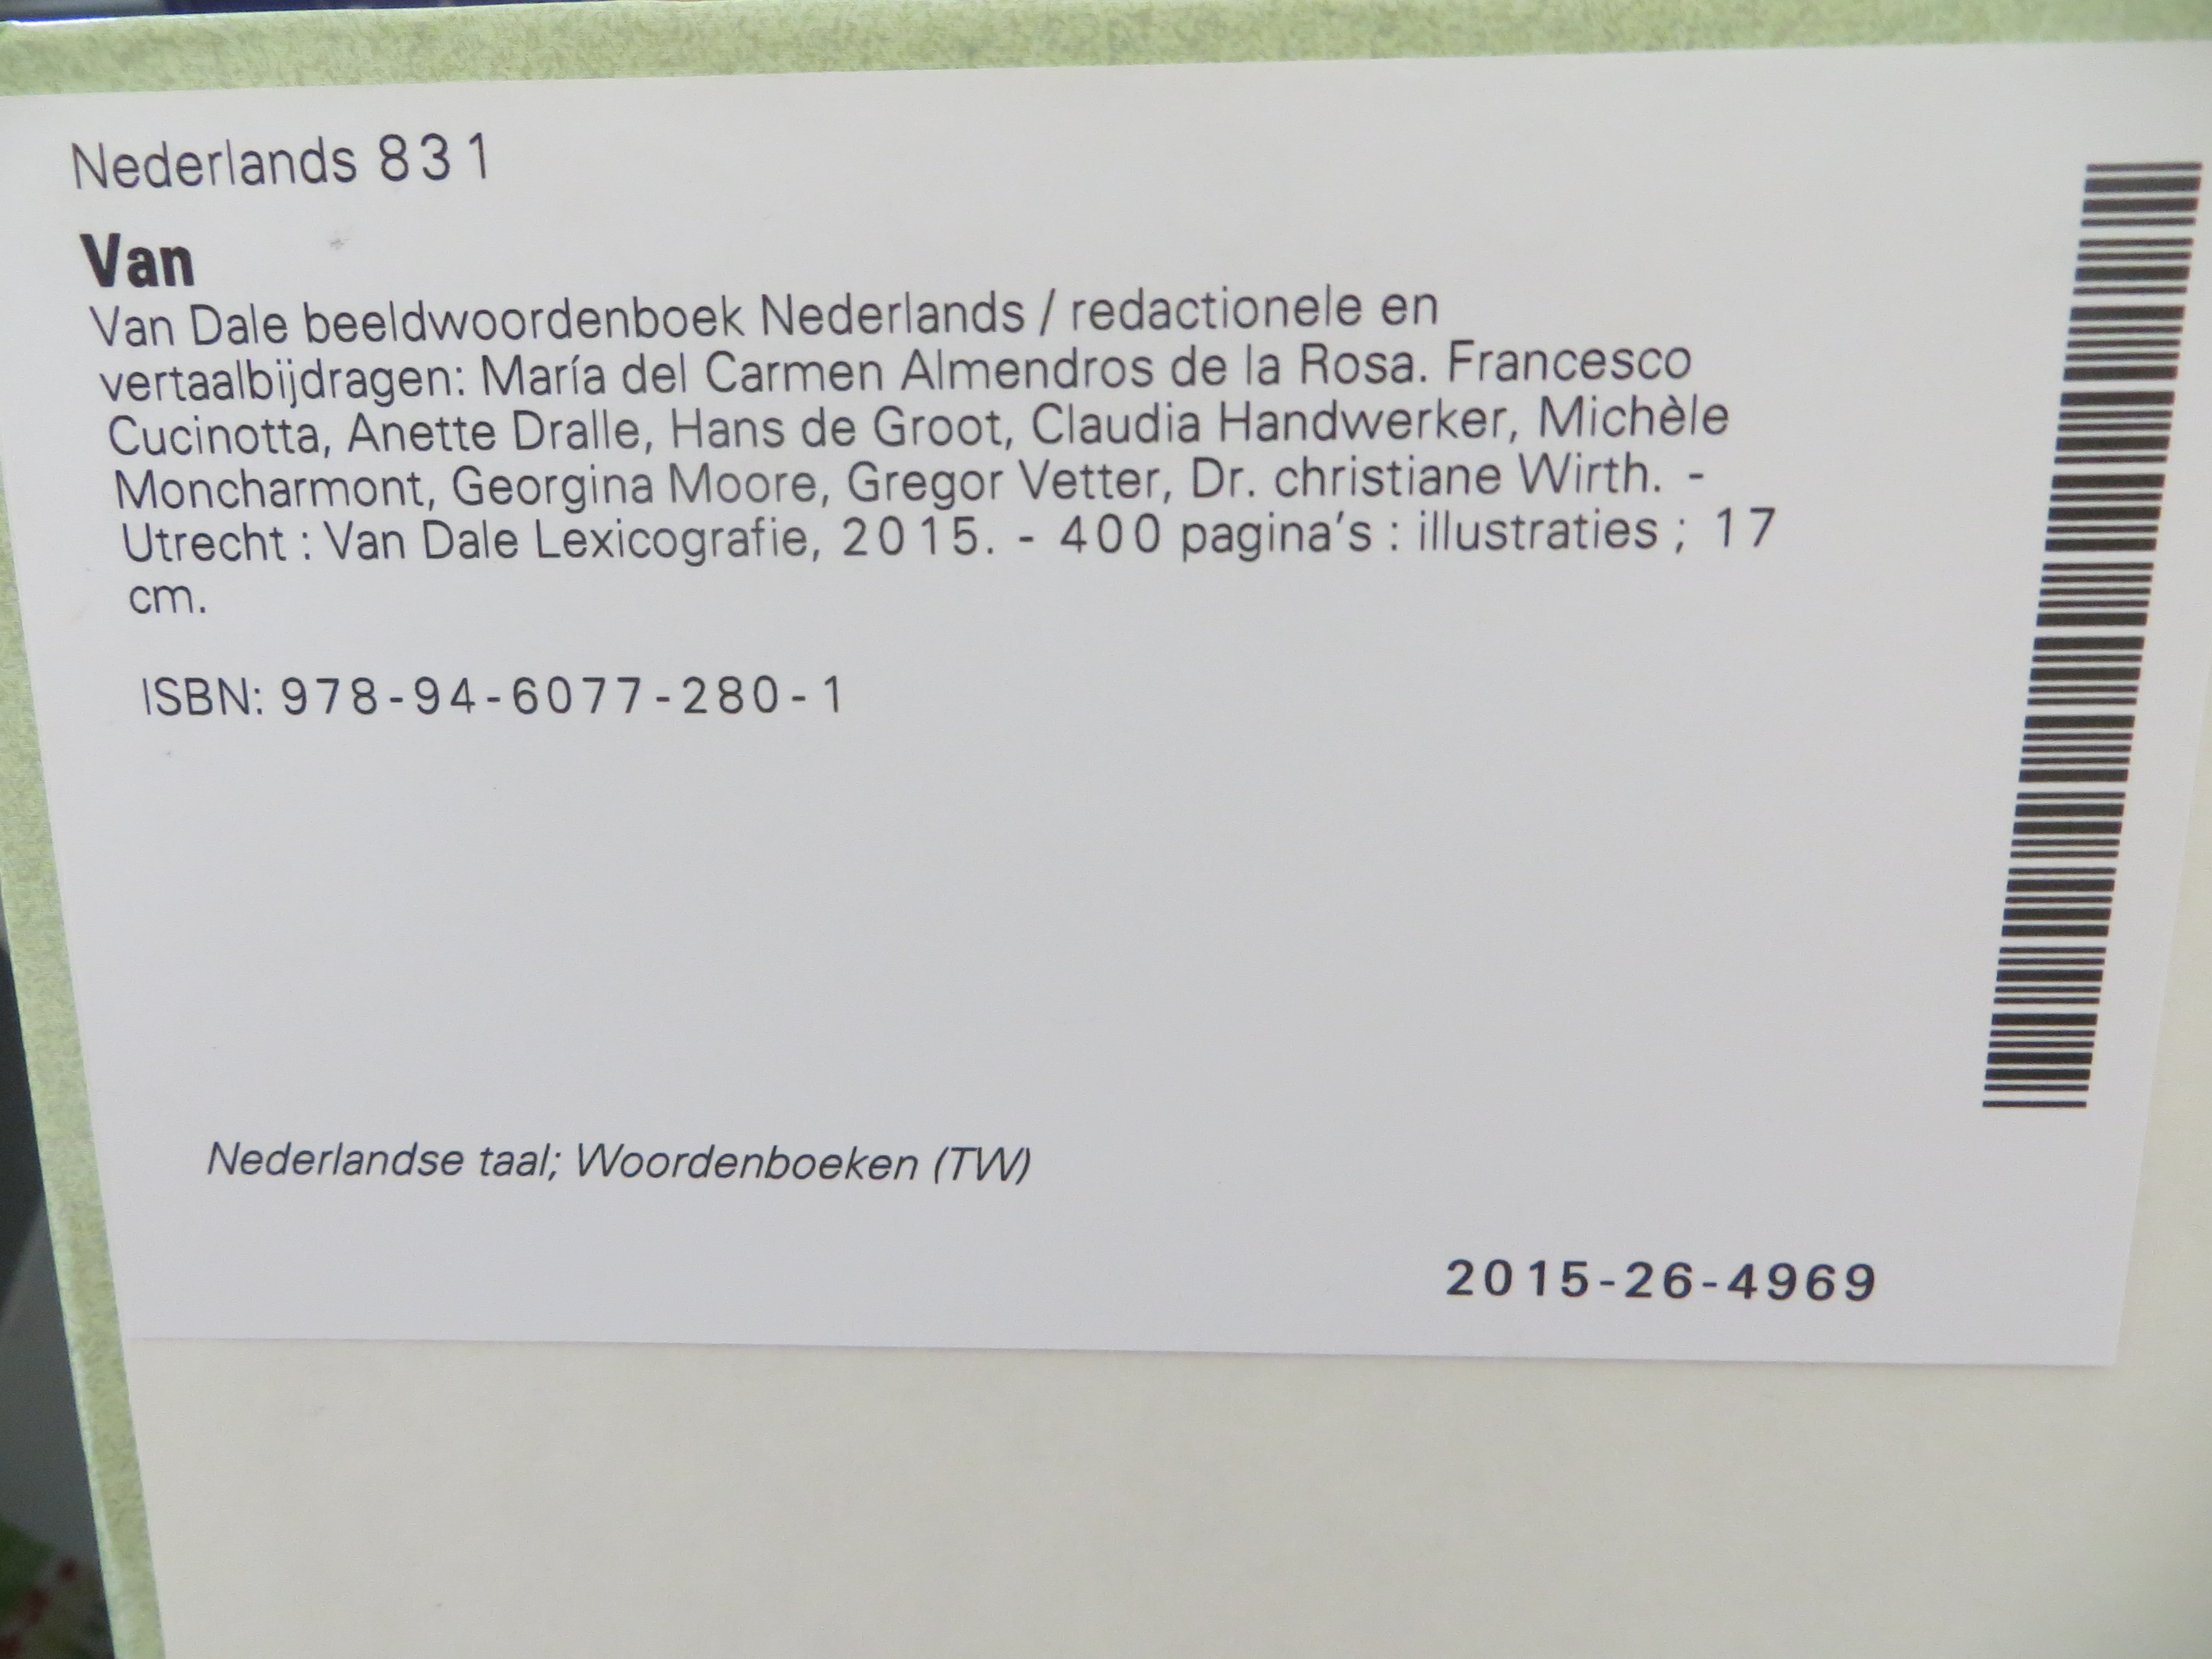 Nederlands 831
Van
Van Dale beeldwoordenboek Nederlands / redactionele en
vertaalbijdragen: María del Carmen Almendros de la Rosa. Francesco
Cucinotta, Anette Dralle, Hans de Groot, Claudia Handwerker, Michèle
Moncharmont, Georgina Moore, Gregor Vetter, Dr. christiane Wirth. -
Utrecht : Van Dale Lexicografie, 2015. - 400 pagina's : illustraties ; 17
cm.
ISBN: 978-94-6077-280-1
Nederlandse taal; Woordenboeken (TW)
2015-26-4969